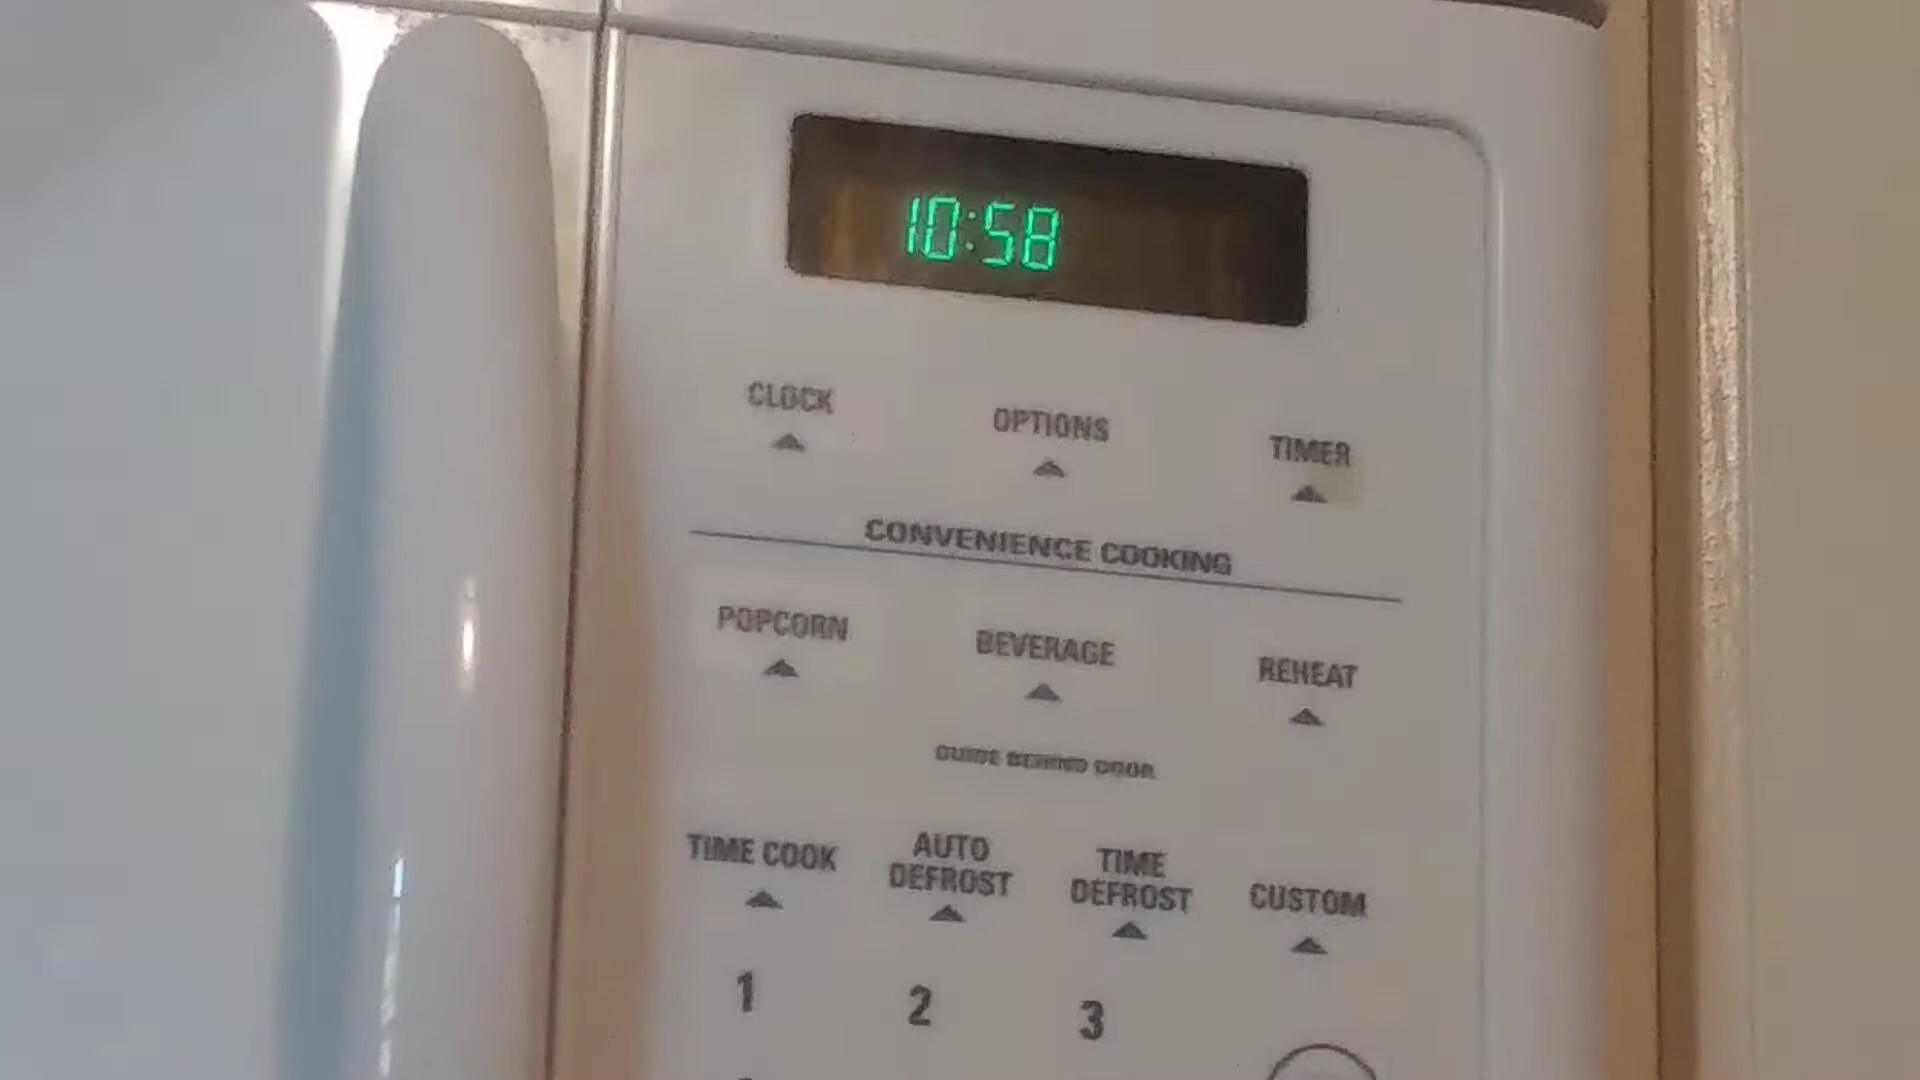 10:58
CLOCK OPTIONS TIMER
CONVENIENCE COOKING
POPCORN BEVERAGE REHEAT
GUIDE BEHIND DOOR
TIME COOK AUTO DEFROST TIME DEFROST CUSTOM
1 2 3